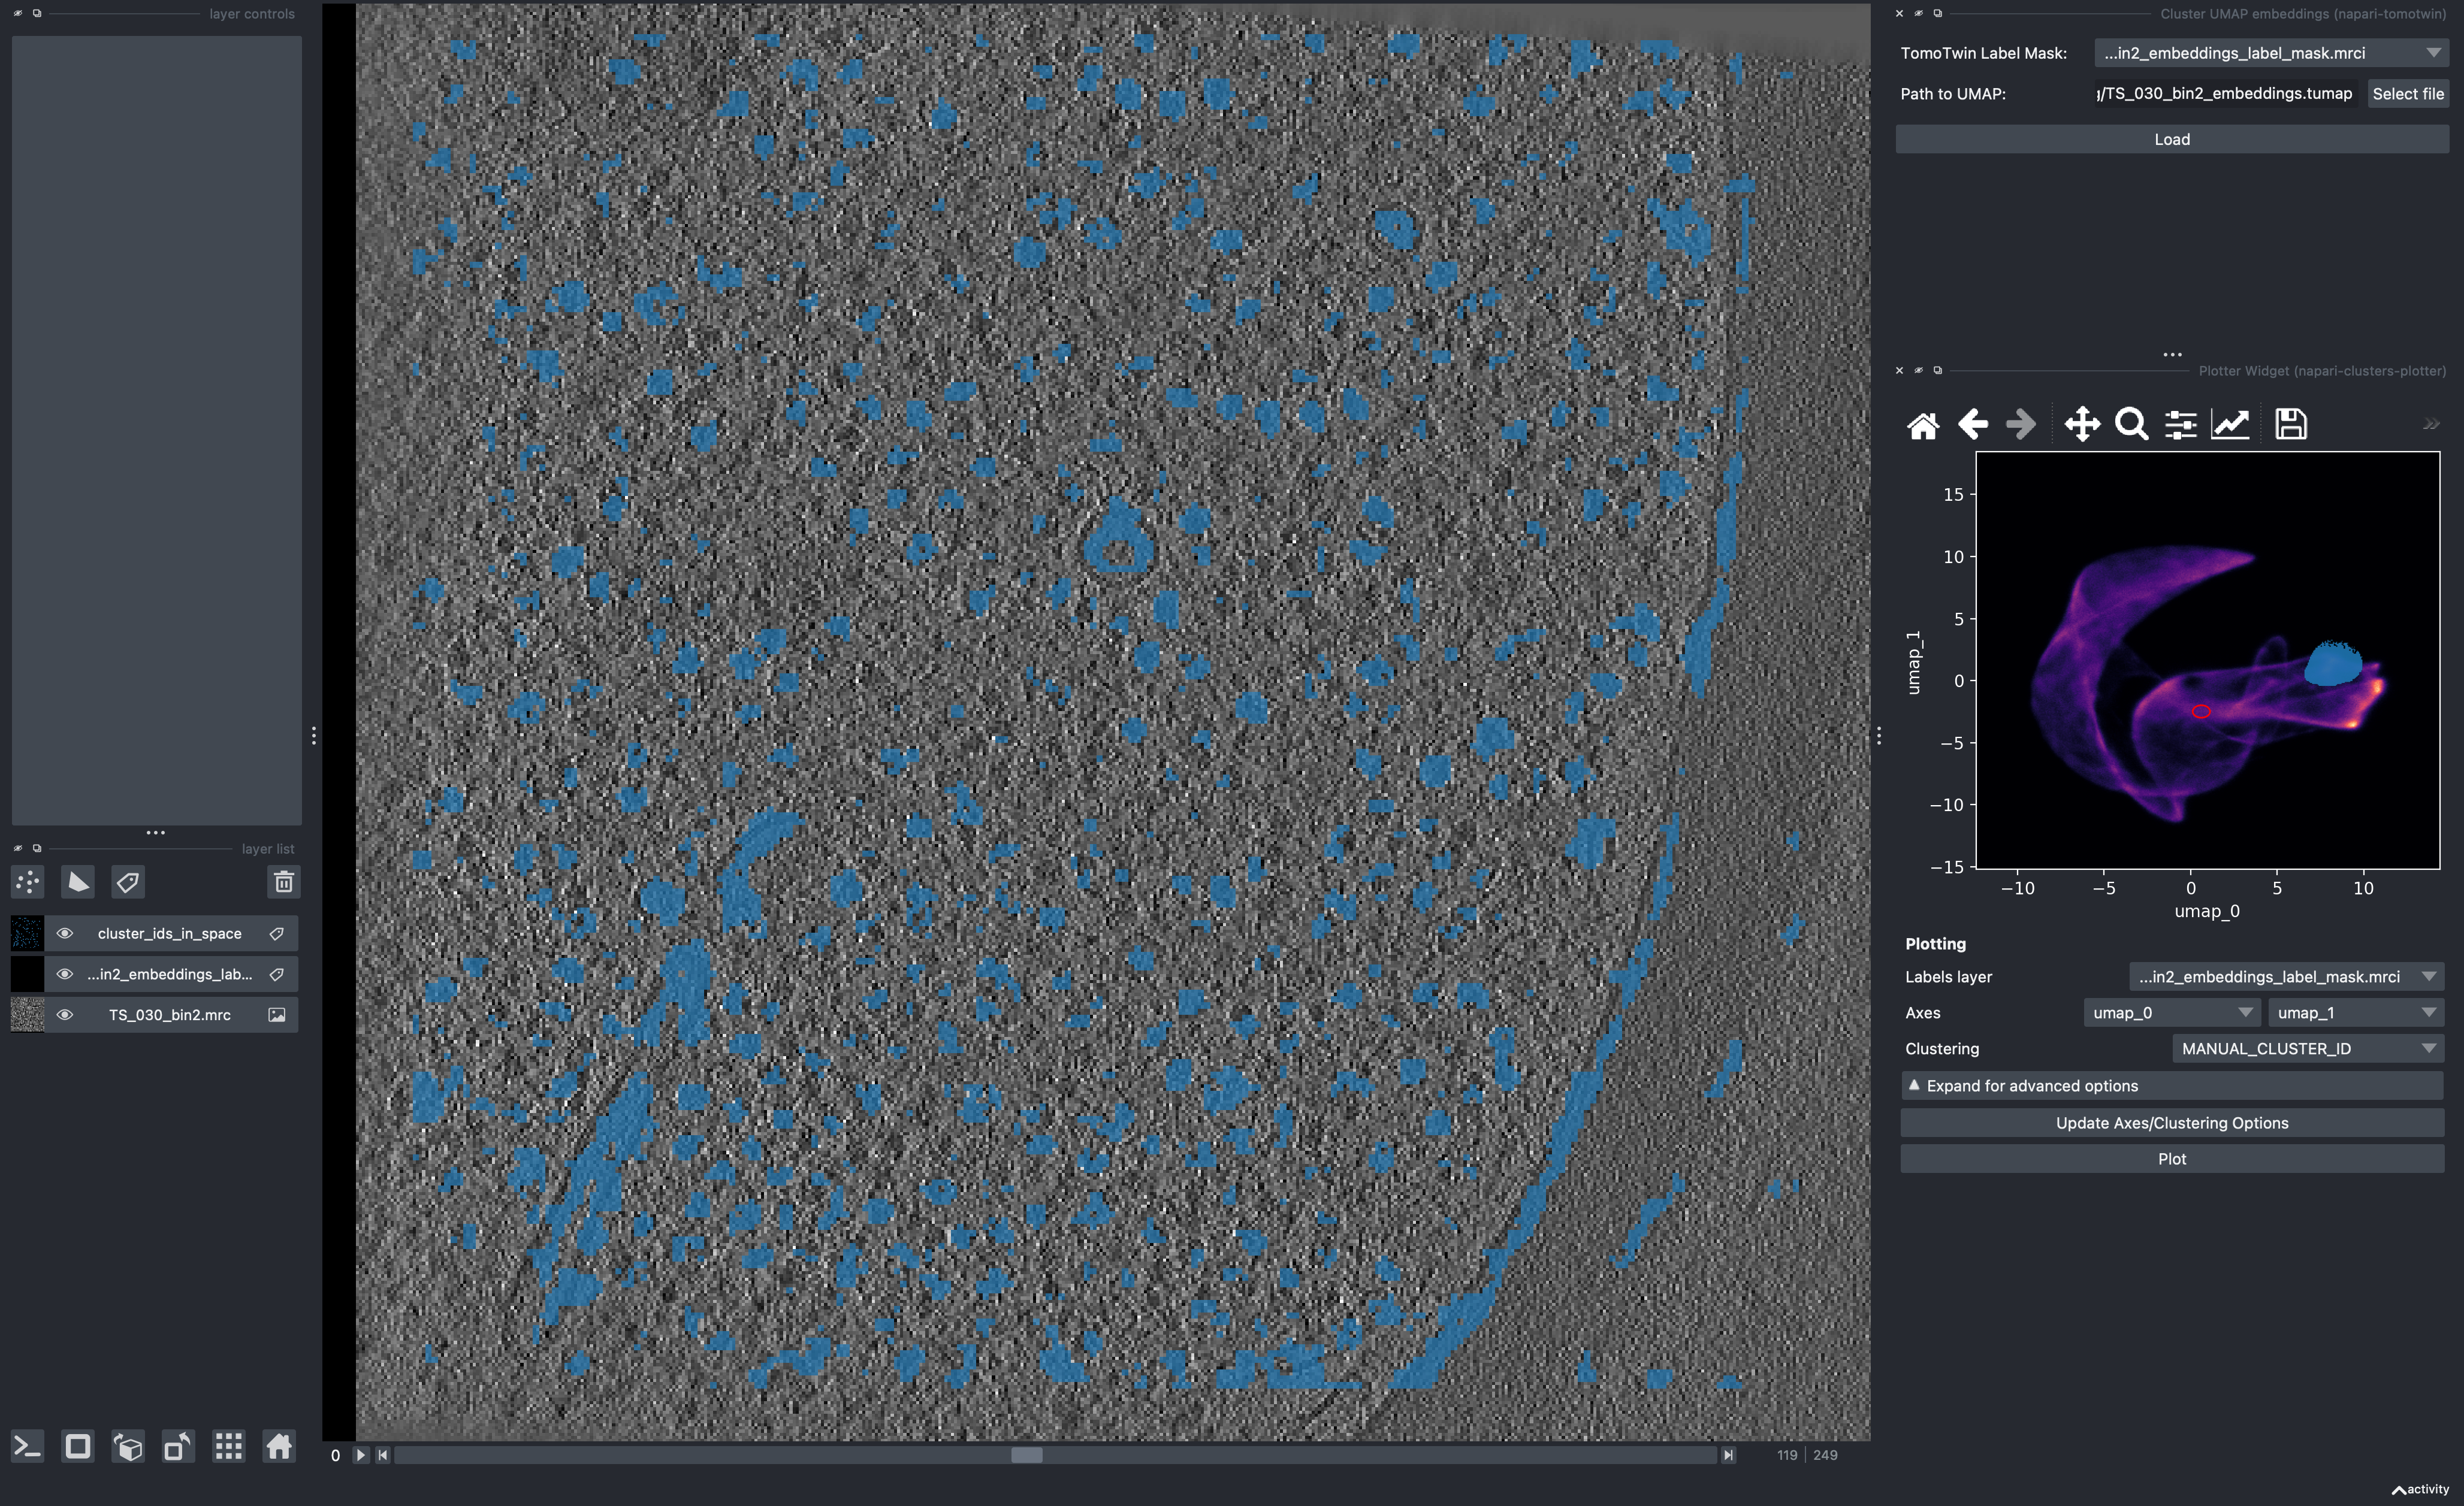 layer controls
layer list
cluster_ids_in_space
...in2_embeddings_lab...
TS_030_bin2.mrc
0
119 | 249
Cluster UMAP embeddings (napari-tomotwin)
TomoTwin Label Mask:
...in2_embeddings_label_mask.mrci
Path to UMAP:
/TS_030_bin2_embeddings.tumap
Select file
Load
Plotter Widget (napari-clusters-plotter)
15
10
5
0
−5
−10
−15
umap_1
−10 −5 0 5 10
umap_0
Plotting
Labels layer
...in2_embeddings_label_mask.mrci
Axes
umap_0
umap_1
Clustering
MANUAL_CLUSTER_ID
Expand for advanced options
Update Axes/Clustering Options
Plot
activity